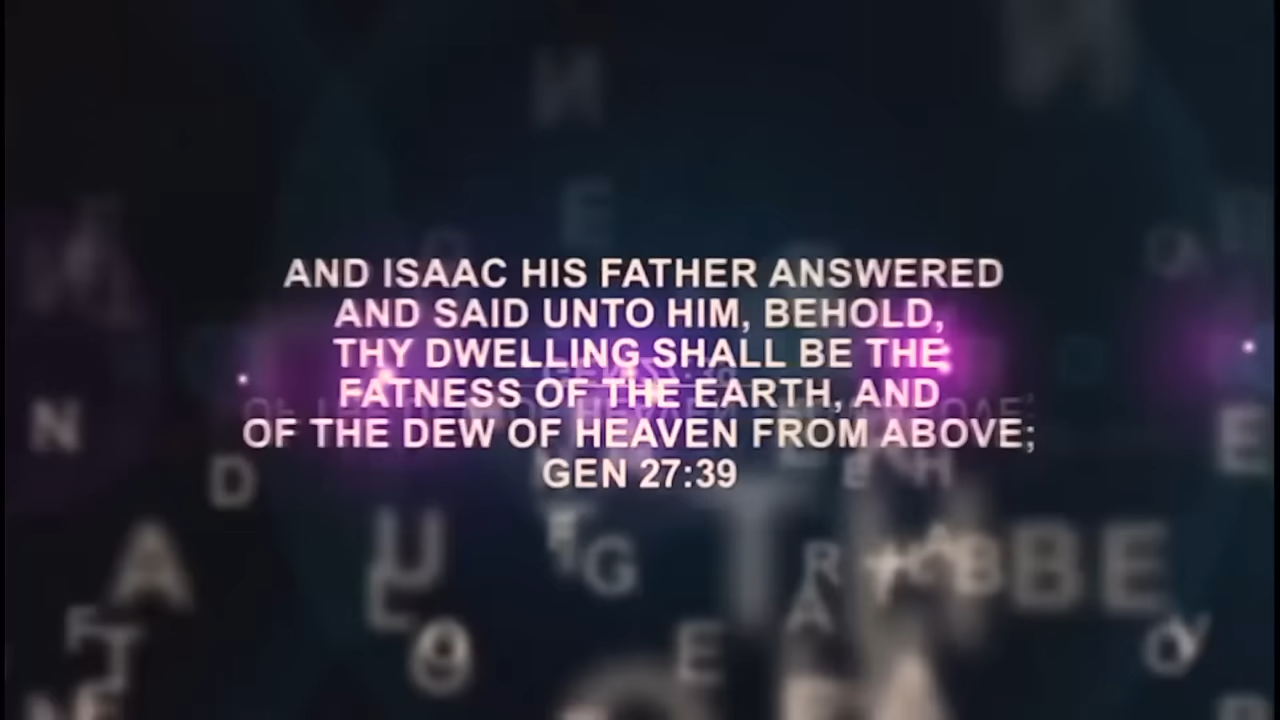 AND ISAAC HIS FATHER ANSWERED
AND SAID UNTO HIM, BEHOLD,
THY DWELLING SHALL BE THE
FATNESS OF THE EARTH, AND
OF THE DEW OF HEAVEN FROM ABOVE;
GEN 27:39